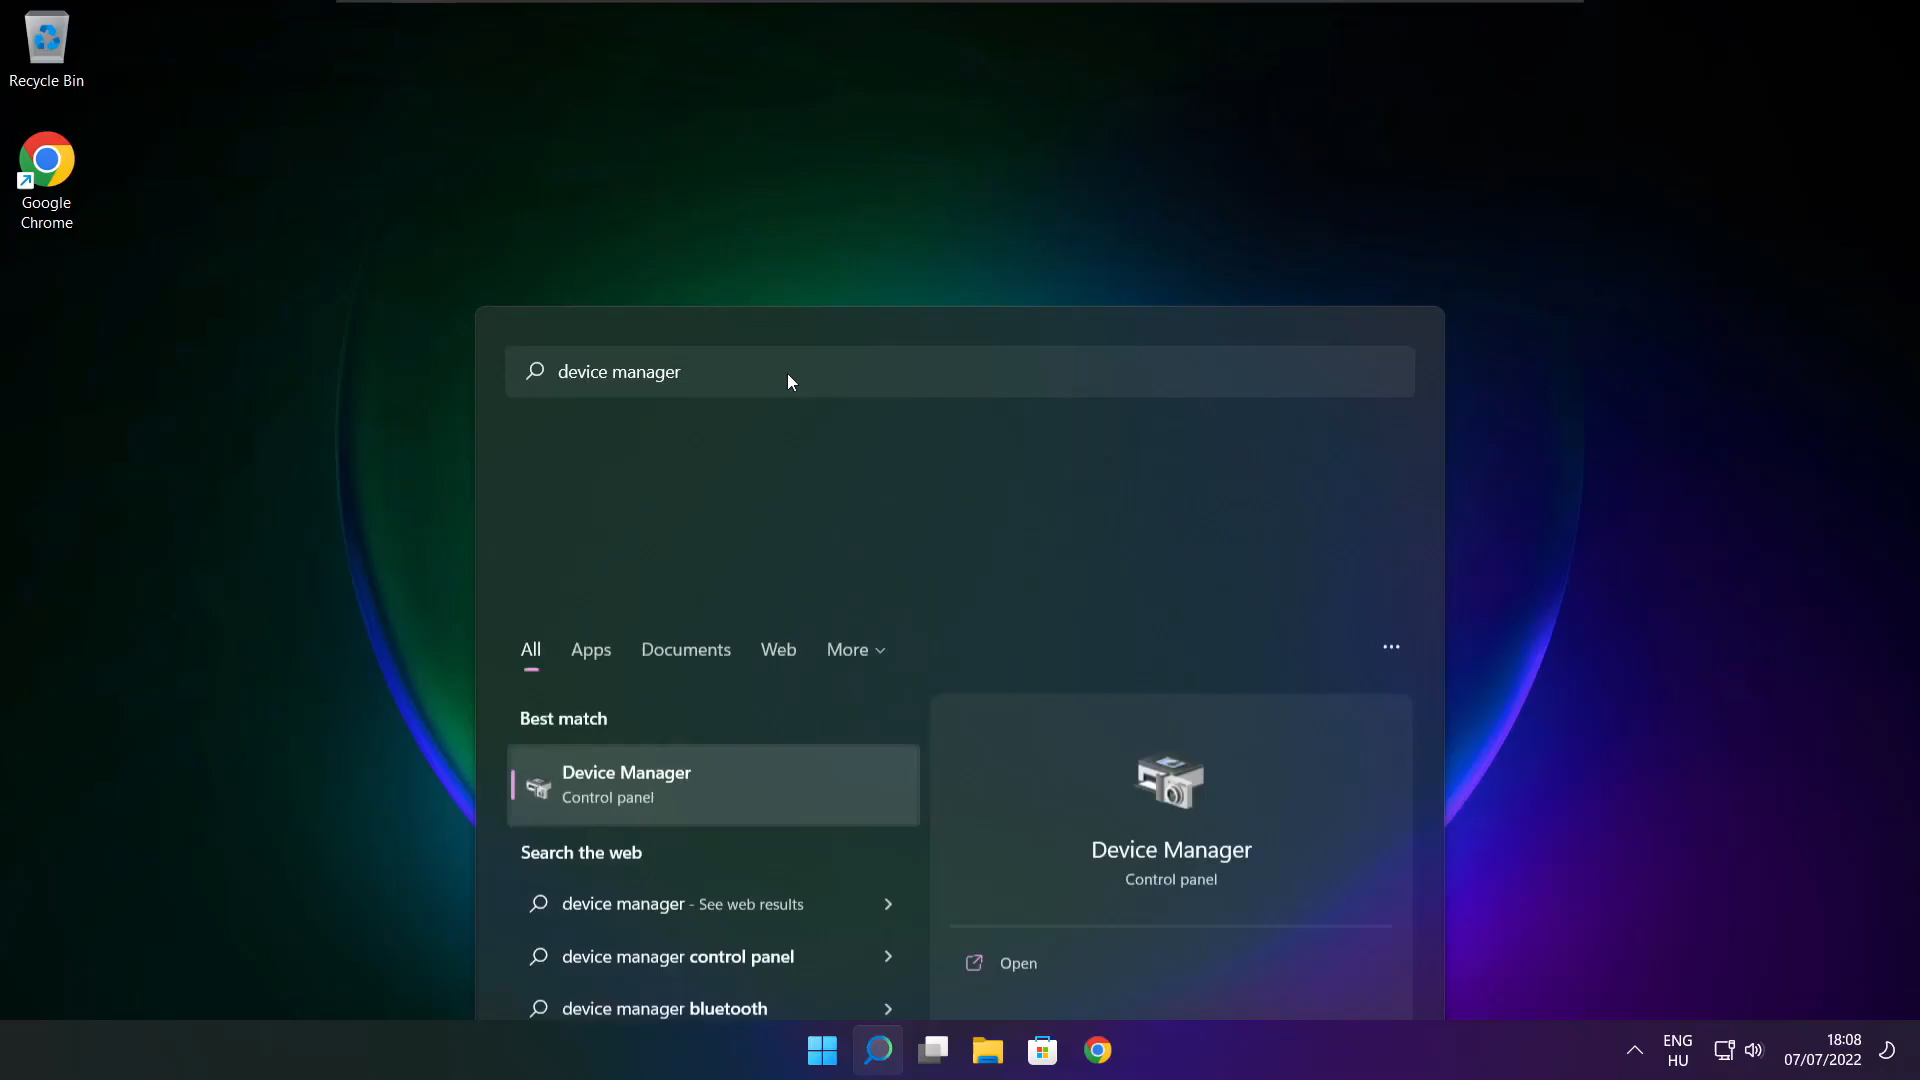 Recycle Bin
Google
Chrome
device manager
All Apps Documents Web More
Best match
Device Manager
Control panel
Search the web
device manager - See web results
device manager control panel
device manager bluetooth
Device Manager
Control panel
Open
ENG
HU
18:08
07/07/2022